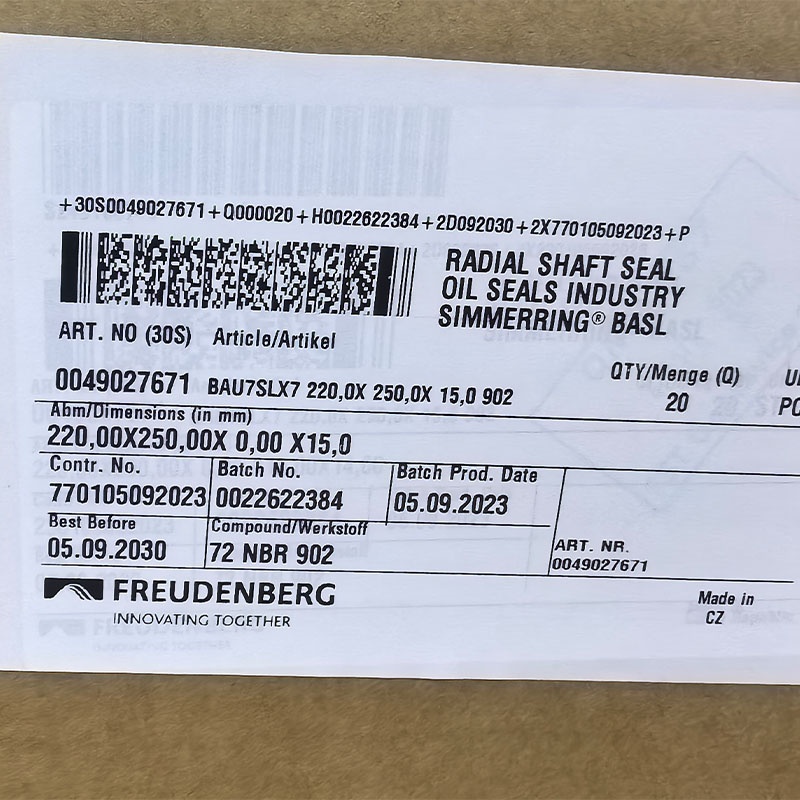 +30S0049027671+Q000020+H0022622384+2D092030+2X770105092023+P
RADIAL SHAFT SEAL
OIL SEALS INDUSTRY
SIMMERRING® BASL
ART. NO (30S) Article/Artikel
QTY/Menge (Q)
0049027671 BAU7SLX7 220,0X 250,0X 15,0 902
20
Abm/Dimensions (in mm)
220,00X250,00X 0,00 X15,0
Contr. No. Batch No. Batch Prod. Date
770105092023 0022622384 05.09.2023
Best Before Compound/Werkstoff
05.09.2030 72 NBR 902
ART. NR.
0049027671
FREUDENBERG
INNOVATING TOGETHER
Made in
CZ